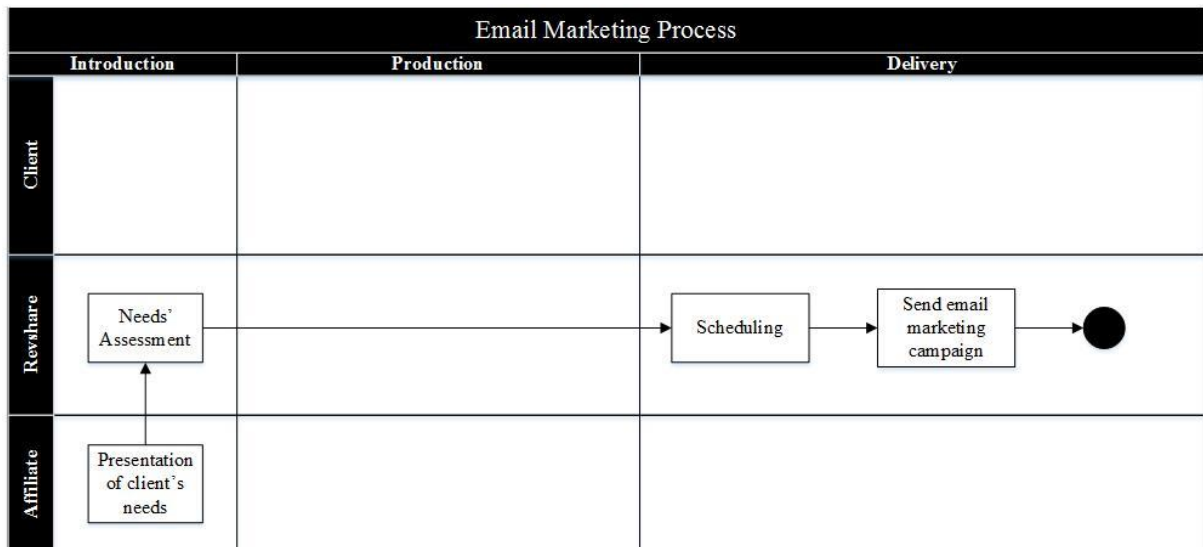 Email Marketing Process
Introduction
Production
Delivery
Client
Revshare
Needs’
Assessment
Scheduling
Send email
marketing
campaign
Affiliate
Presentation
of client’s
needs